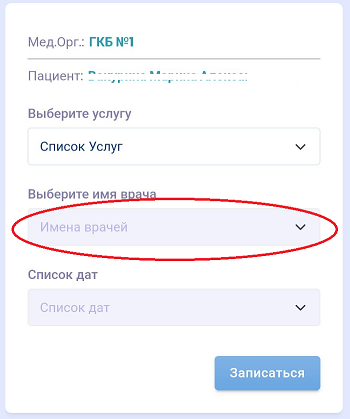 Мед.Орг.: ГКБ №1
Пациент:
Выберите услугу
Список Услуг
Выберите имя врача
Имена врачей
Список дат
Список дат
Записаться